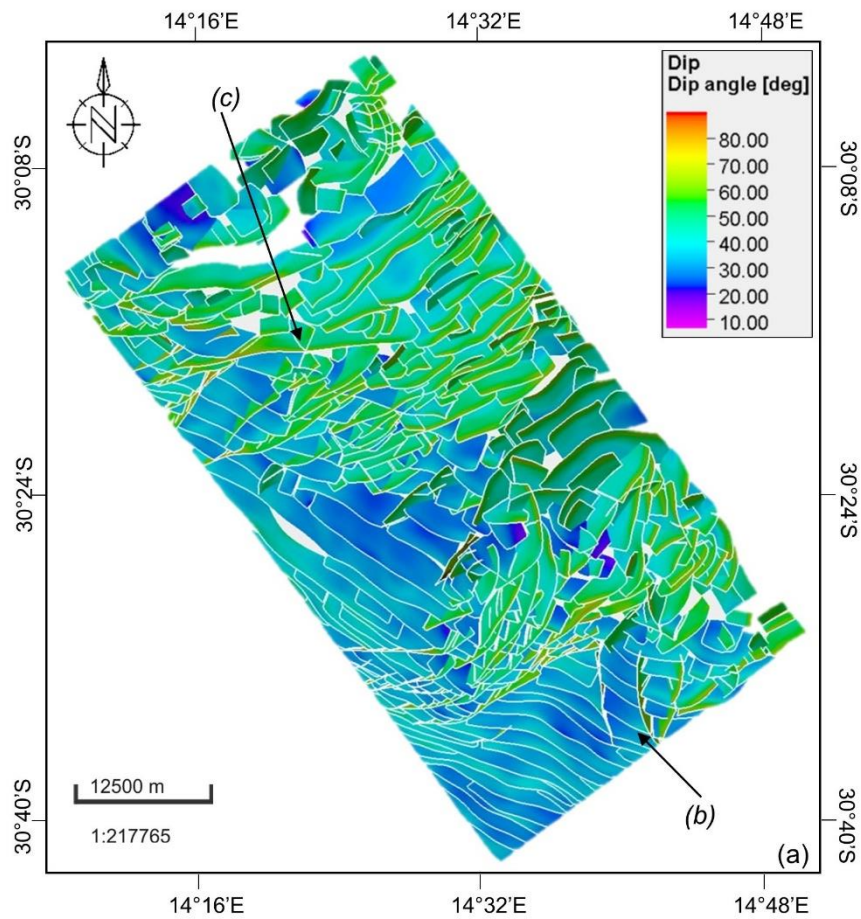 14°16'E 14°32'E 14°48'E
(c)
N
Dip
Dip angle [deg]
80.00
70.00
60.00
50.00
40.00
30.00
20.00
10.00
30°08'S 30°08'S
30°24'S 30°24'S
30°40'S 30°40'S
12500 m
1:217765
(b)
(a)
14°16'E 14°32'E 14°48'E